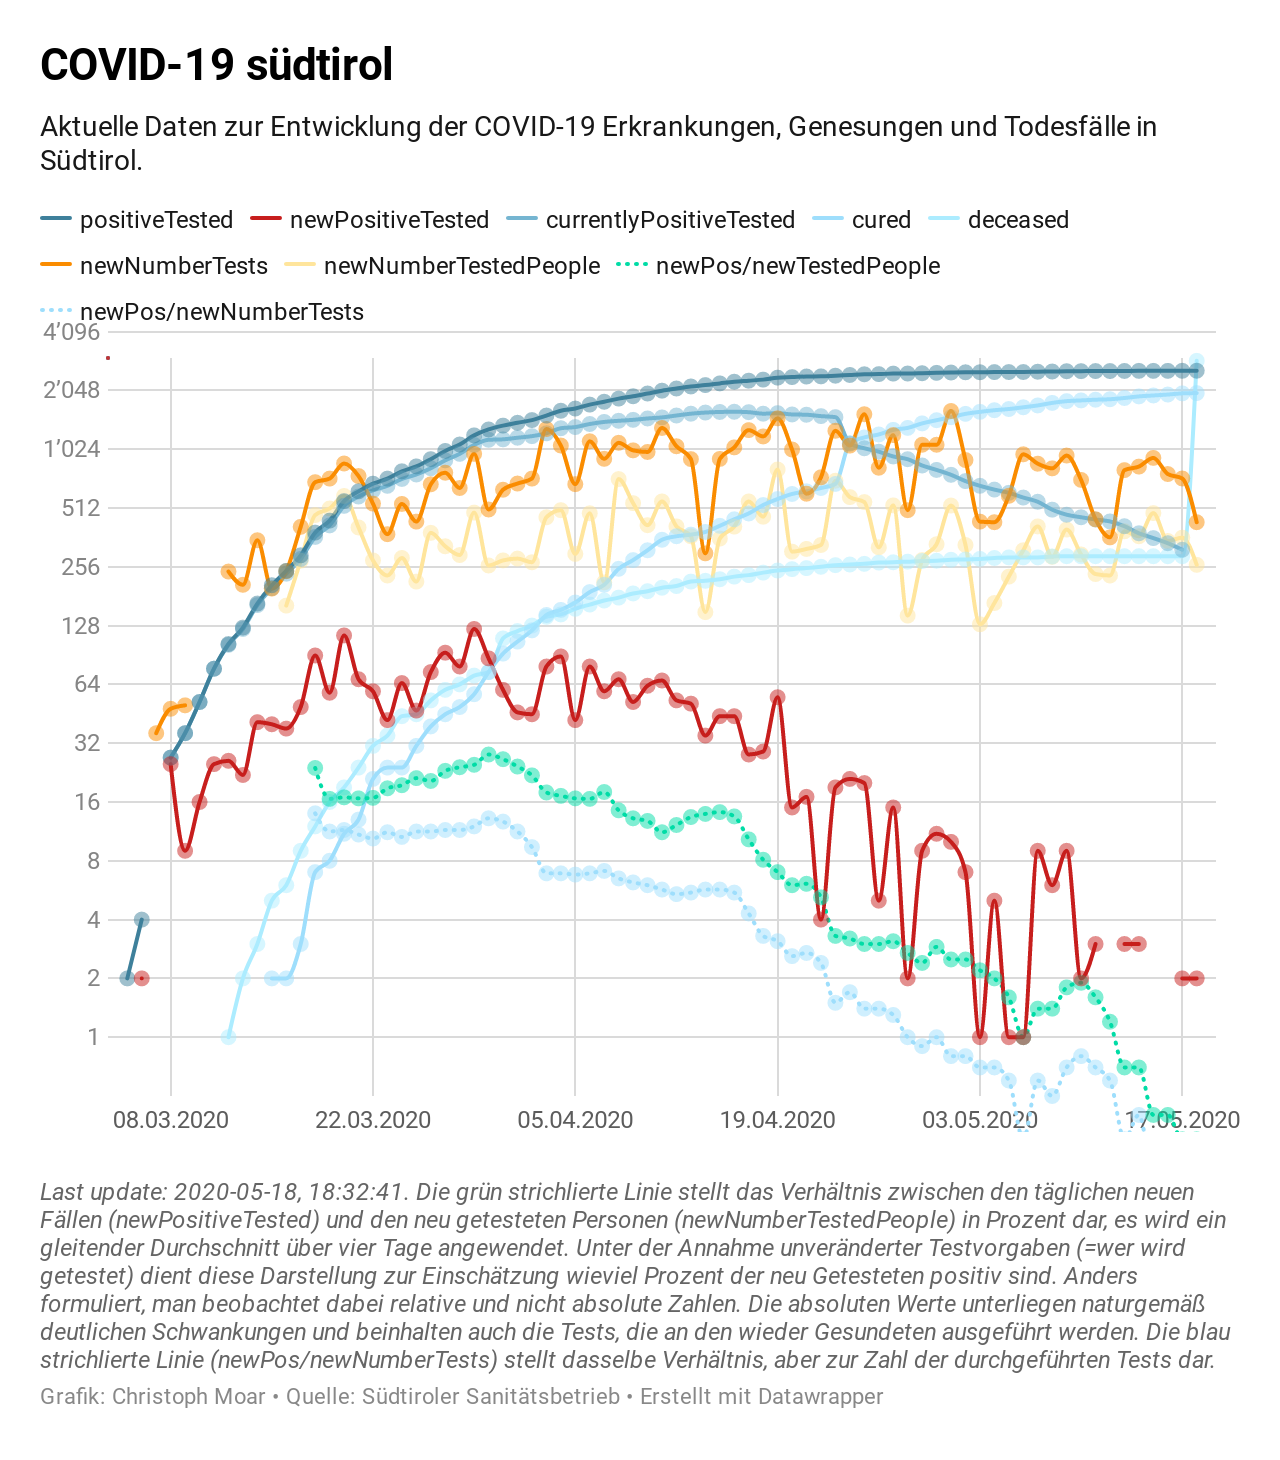 COVID-19 südtirol
Aktuelle Daten zur Entwicklung der COVID-19 Erkrankungen, Genesungen und Todesfälle in
Südtirol.
positiveTested newPositiveTested currentlyPositiveTested cured deceased
newNumberTests newNumberTestedPeople newPos/newTestedPeople
newPos/newNumberTests
4’096
2’048
1’024
512
256
128
64
32
16
8
4
2
1
08.03.2020 22.03.2020 05.04.2020 19.04.2020 03.05.2020 17.05.2020
Last update: 2020-05-18, 18:32:41. Die grün strichlierte Linie stellt das Verhältnis zwischen den täglichen neuen
Fällen (newPositiveTested) und den neu getesteten Personen (newNumberTestedPeople) in Prozent dar, es wird ein
gleitender Durchschnitt über vier Tage angewendet. Unter der Annahme unveränderter Testvorgaben (=wer wird
getestet) dient diese Darstellung zur Einschätzung wieviel Prozent der neu Getesteten positiv sind. Anders
formuliert, man beobachtet dabei relative und nicht absolute Zahlen. Die absoluten Werte unterliegen naturgemäß
deutlichen Schwankungen und beinhalten auch die Tests, die an den wieder Gesundeten ausgeführt werden. Die blau
strichlierte Linie (newPos/newNumberTests) stellt dasselbe Verhältnis, aber zur Zahl der durchgeführten Tests dar.
Grafik: Christoph Moar • Quelle: Südtiroler Sanitätsbetrieb • Erstellt mit Datawrapper